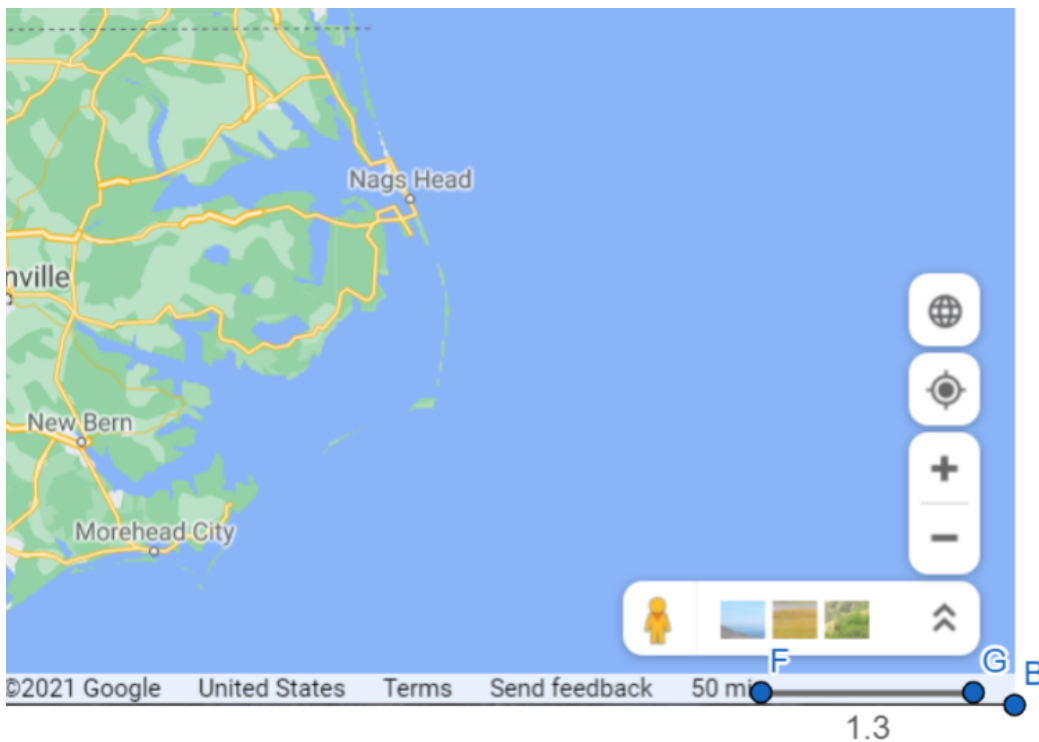 Nags Head
nville
New Bern
Morehead City
F
G
B
©2021 Google United States Terms Send feedback 50 mi
1.3